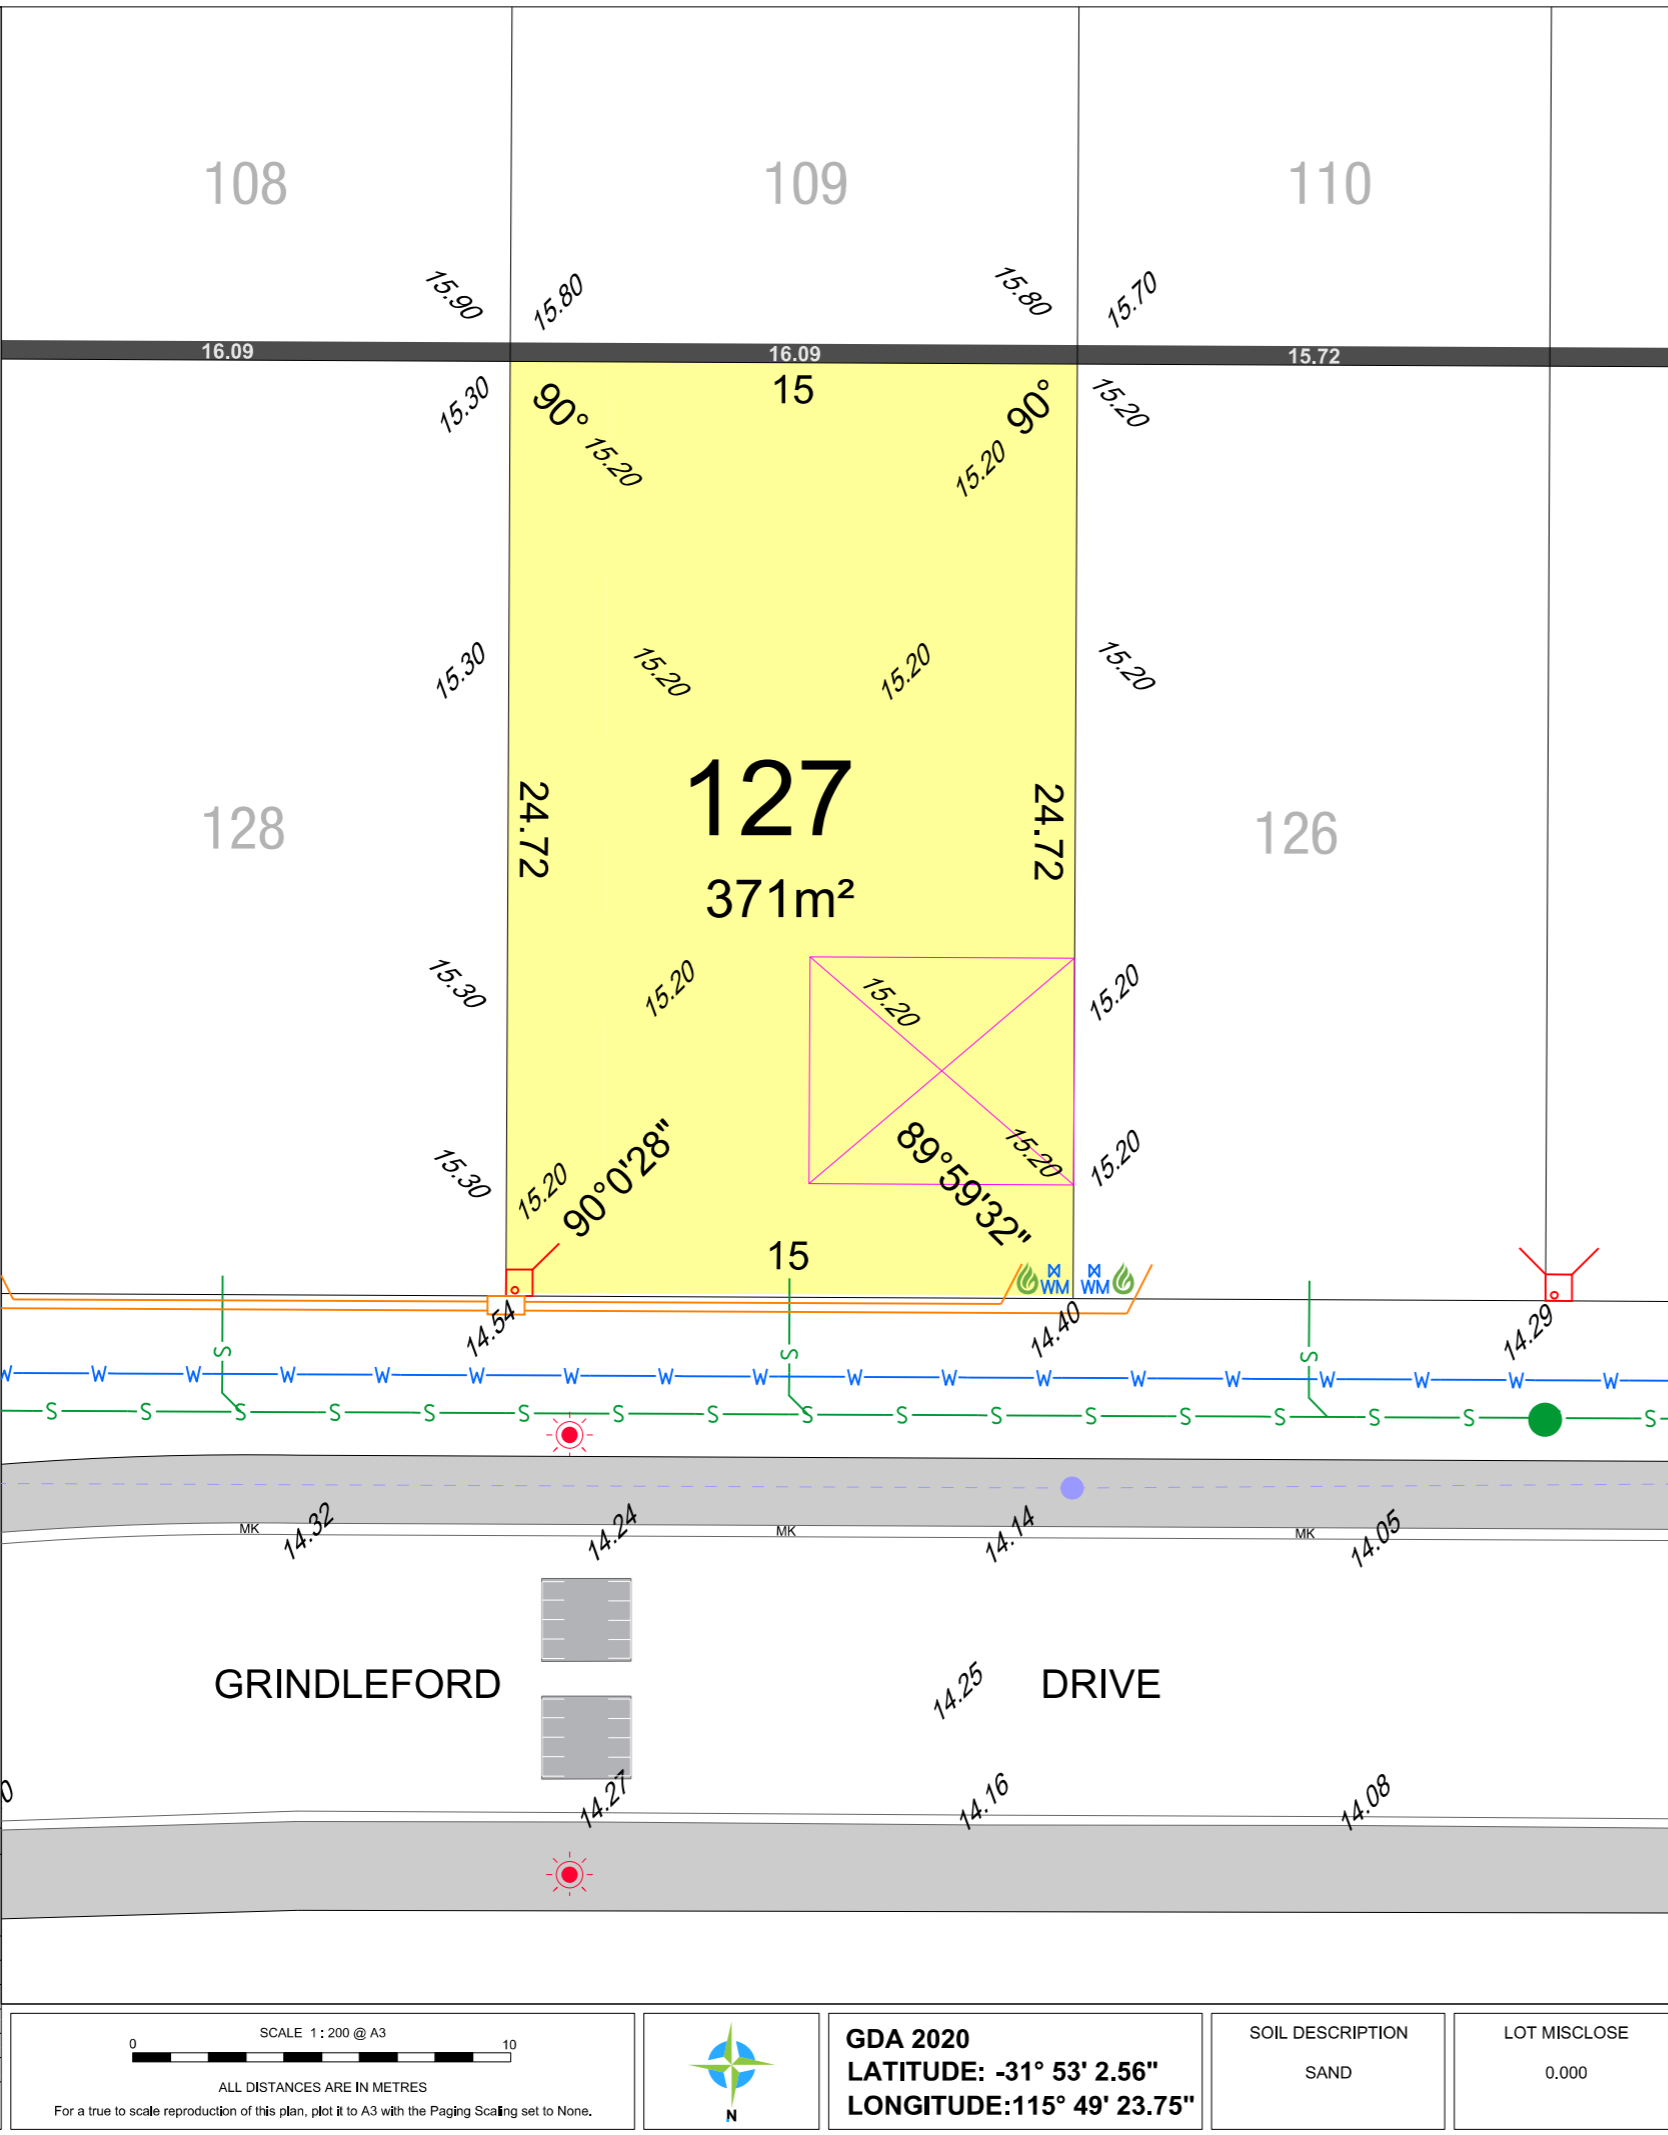 108
109
110
15.90
15.80
15.80
15.70
16.09
16.09
15.72
15.30
90°
15
90°
15.20
15.20
15.20
15.30
15.20
15.20
15.20
127
24.72
24.72
128
126
371m²
15.30
15.20
15.20
15.20
15.30
15.20
90°0'28"
89°59'32"
15.20
15.20
15
WM
WM
14.54
14.40
14.29
S
S
S
W W W W W W W W W W W W W W W W W W
S S S S S S S S S S S S S S S S S
MK
14.32
14.24
MK
14.14
MK
14.05
GRINDLEFORD
DRIVE
14.25
0
14.27
14.16
14.08
SCALE 1 : 200 @ A3
0
10
ALL DISTANCES ARE IN METRES
For a true to scale reproduction of this plan, plot it to A3 with the Paging Scaling set to None.
N
GDA 2020
LATITUDE: -31° 53' 2.56"
LONGITUDE:115° 49' 23.75"
SOIL DESCRIPTION
SAND
LOT MISCLOSE
0.000